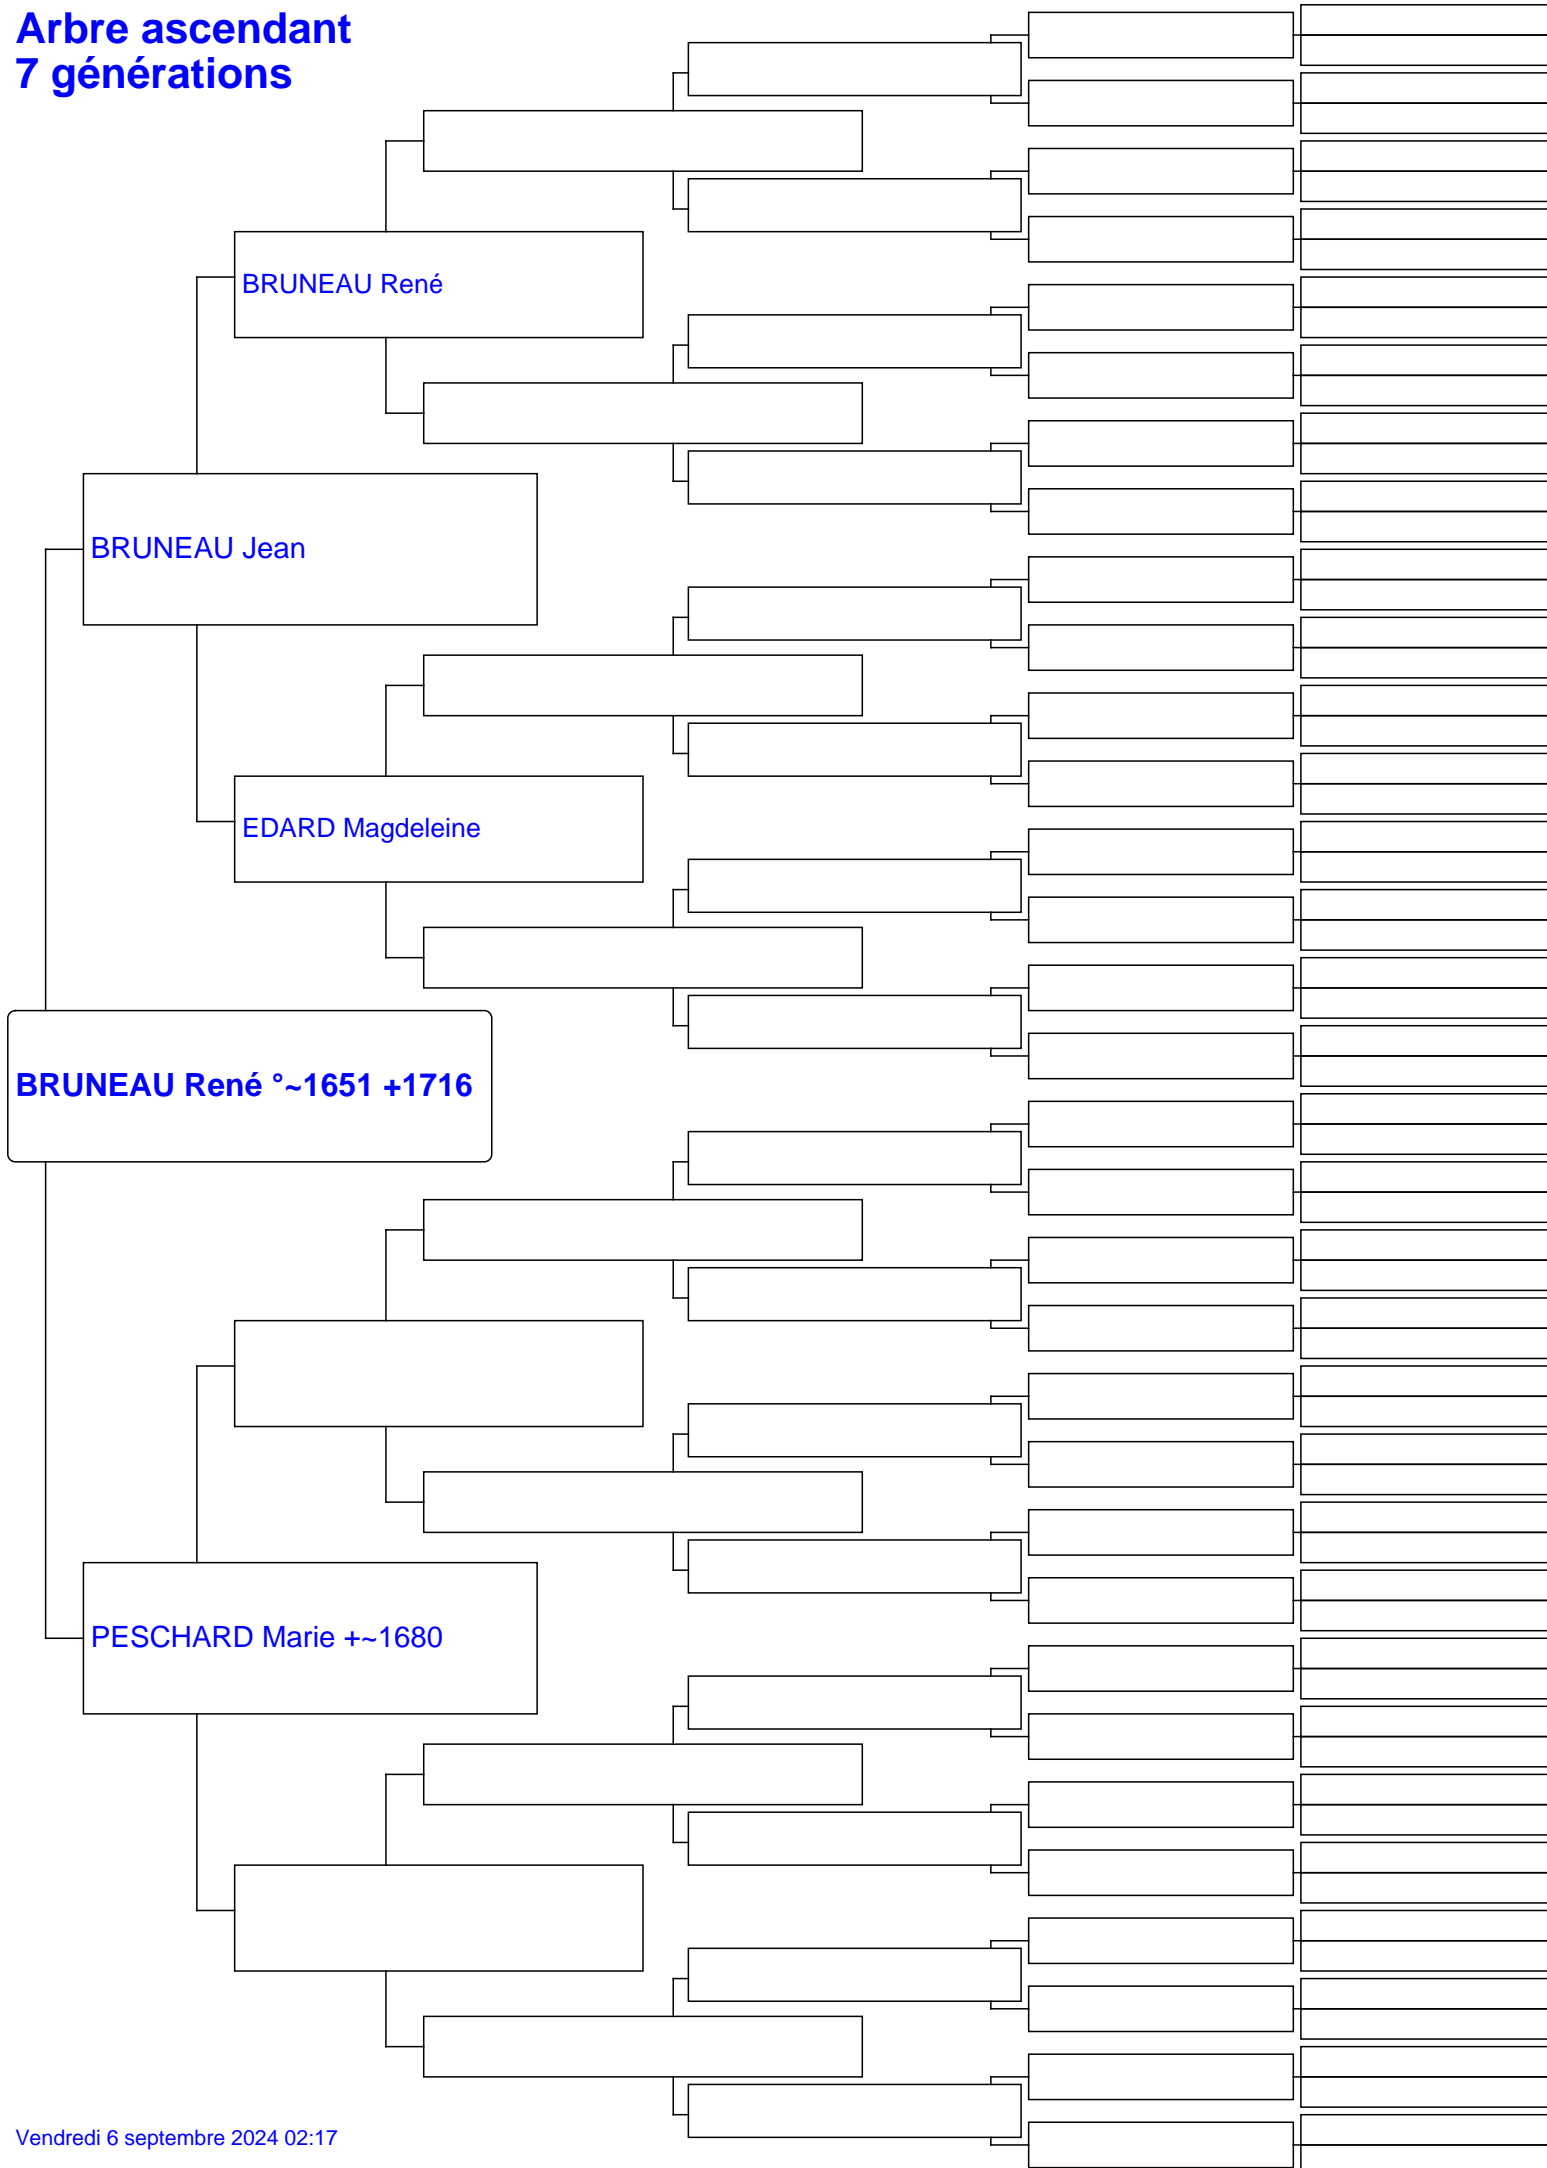 Arbre ascendant
7 générations
BRUNEAU René
BRUNEAU Jean
EDARD Magdeleine
BRUNEAU René °~1651 +1716
PESCHARD Marie +~1680
Vendredi 6 septembre 2024 02:17